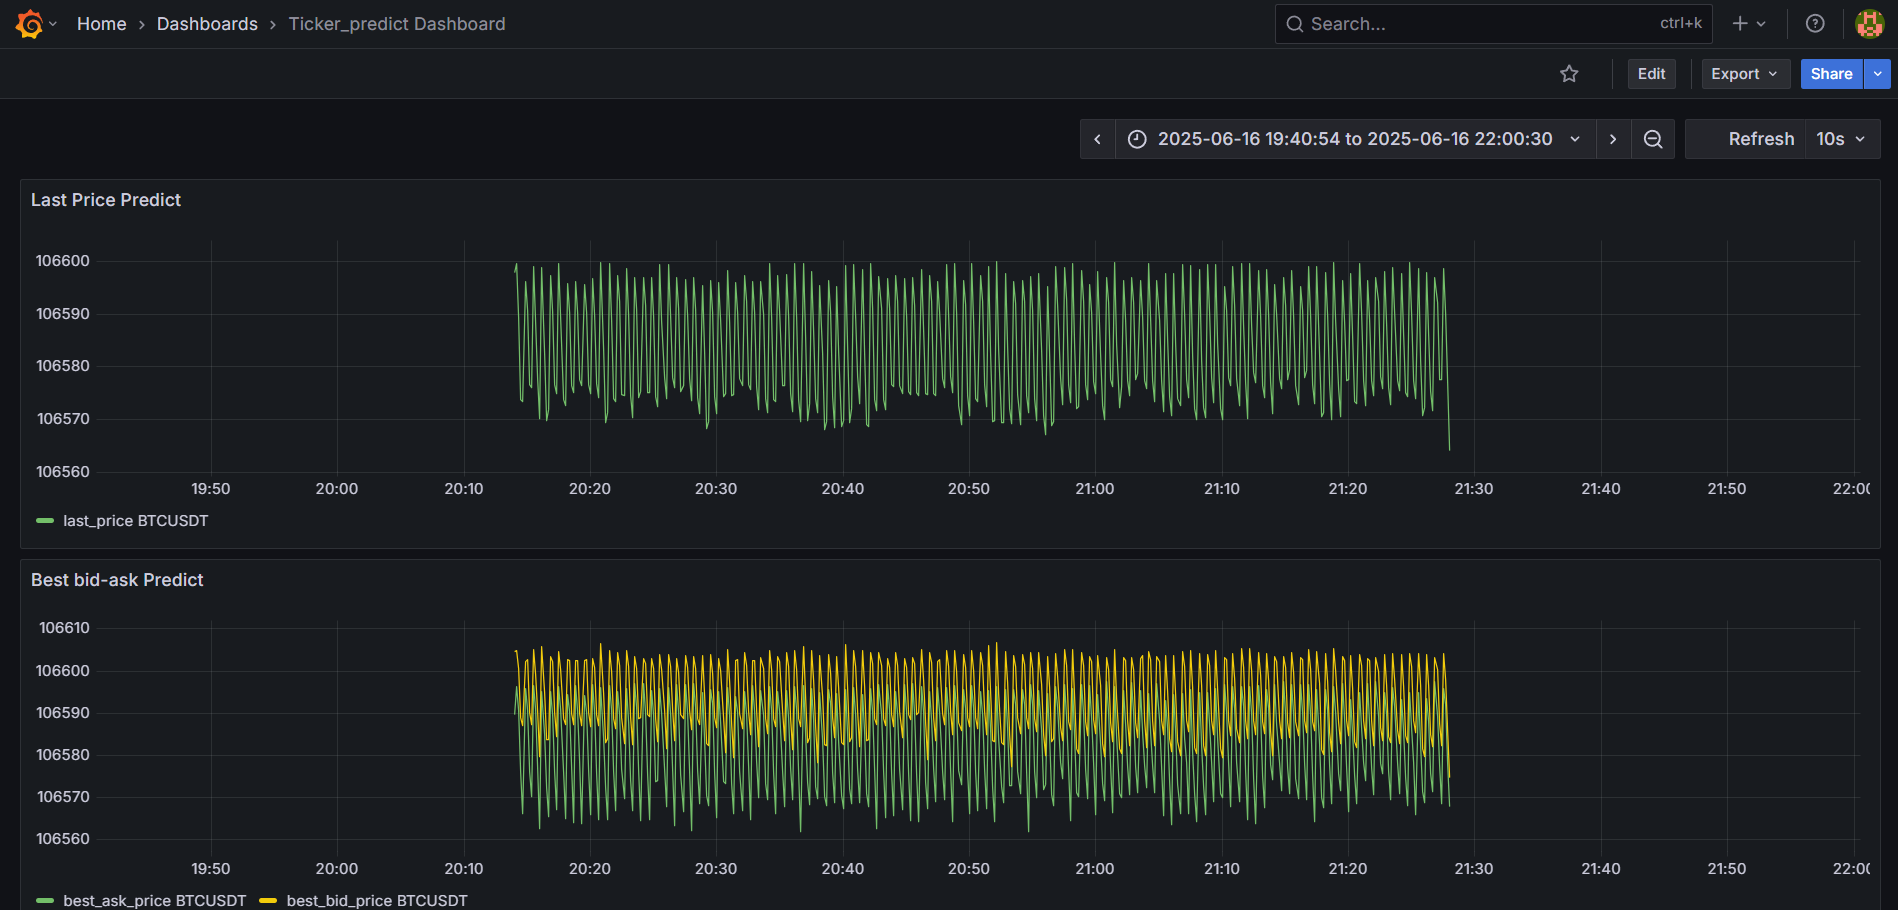 Home › Dashboards › Ticker_predict Dashboard Search... ctrl+k
Edit Export Share
2025-06-16 19:40:54 to 2025-06-16 22:00:30 Refresh 10s
Last Price Predict
106600
106590
106580
106570
106560
19:50 20:00 20:10 20:20 20:30 20:40 20:50 21:00 21:10 21:20 21:30 21:40 21:50 22:00
last_price BTCUSDT
Best bid-ask Predict
106610
106600
106590
106580
106570
106560
19:50 20:00 20:10 20:20 20:30 20:40 20:50 21:00 21:10 21:20 21:30 21:40 21:50 22:00
best_ask_price BTCUSDT best_bid_price BTCUSDT